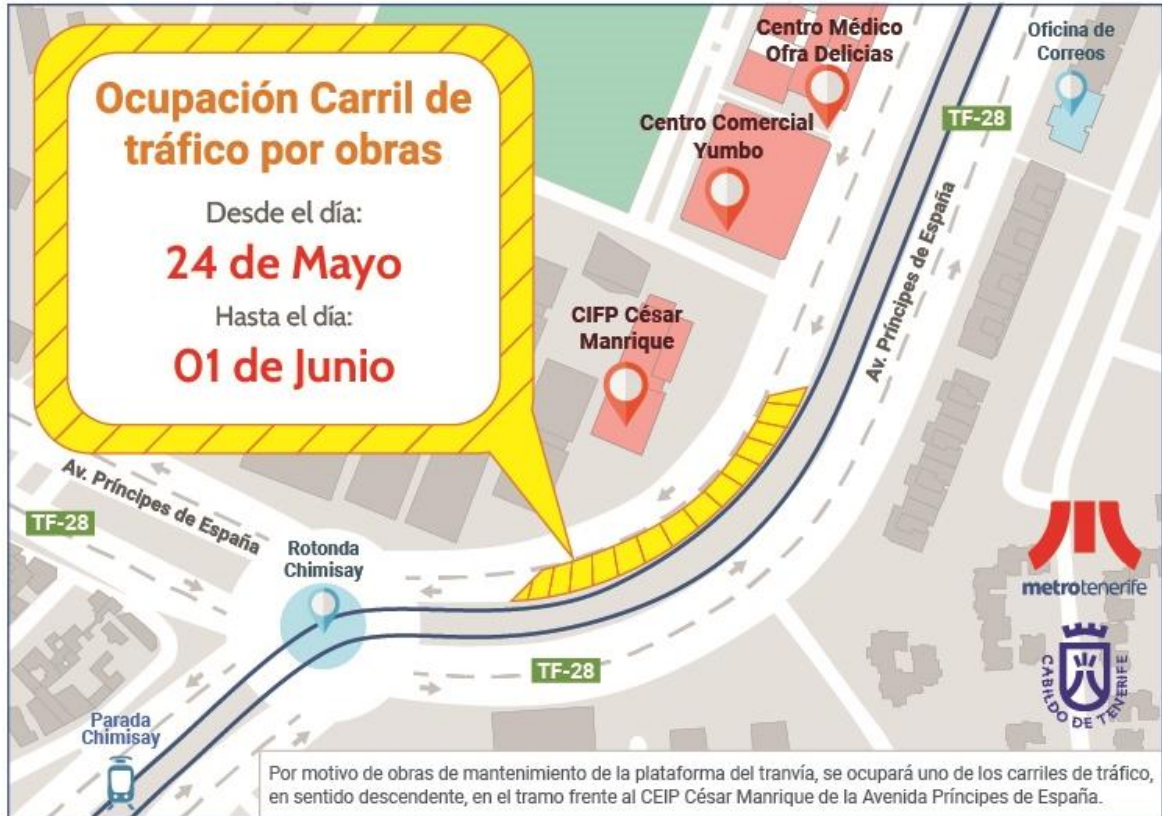 Ocupación Carril de
tráfico por obras
Desde el día:
24 de Mayo
Hasta el día:
01 de Junio
Centro Médico
Ofra Delicias
Oficina de
Correos
Centro Comercial
Yumbo
TF-28
CIFP César
Manrique
Av. Príncipes de España
Av. Príncipes de España
TF-28
Rotonda
Chimisay
TF-28
Parada
Chimisay
metrotenerife
CABILDO DE TENERIFE
Por motivo de obras de mantenimiento de la plataforma del tranvía, se ocupará uno de los carriles de tráfico,
en sentido descendente, en el tramo frente al CEIP César Manrique de la Avenida Príncipes de España.